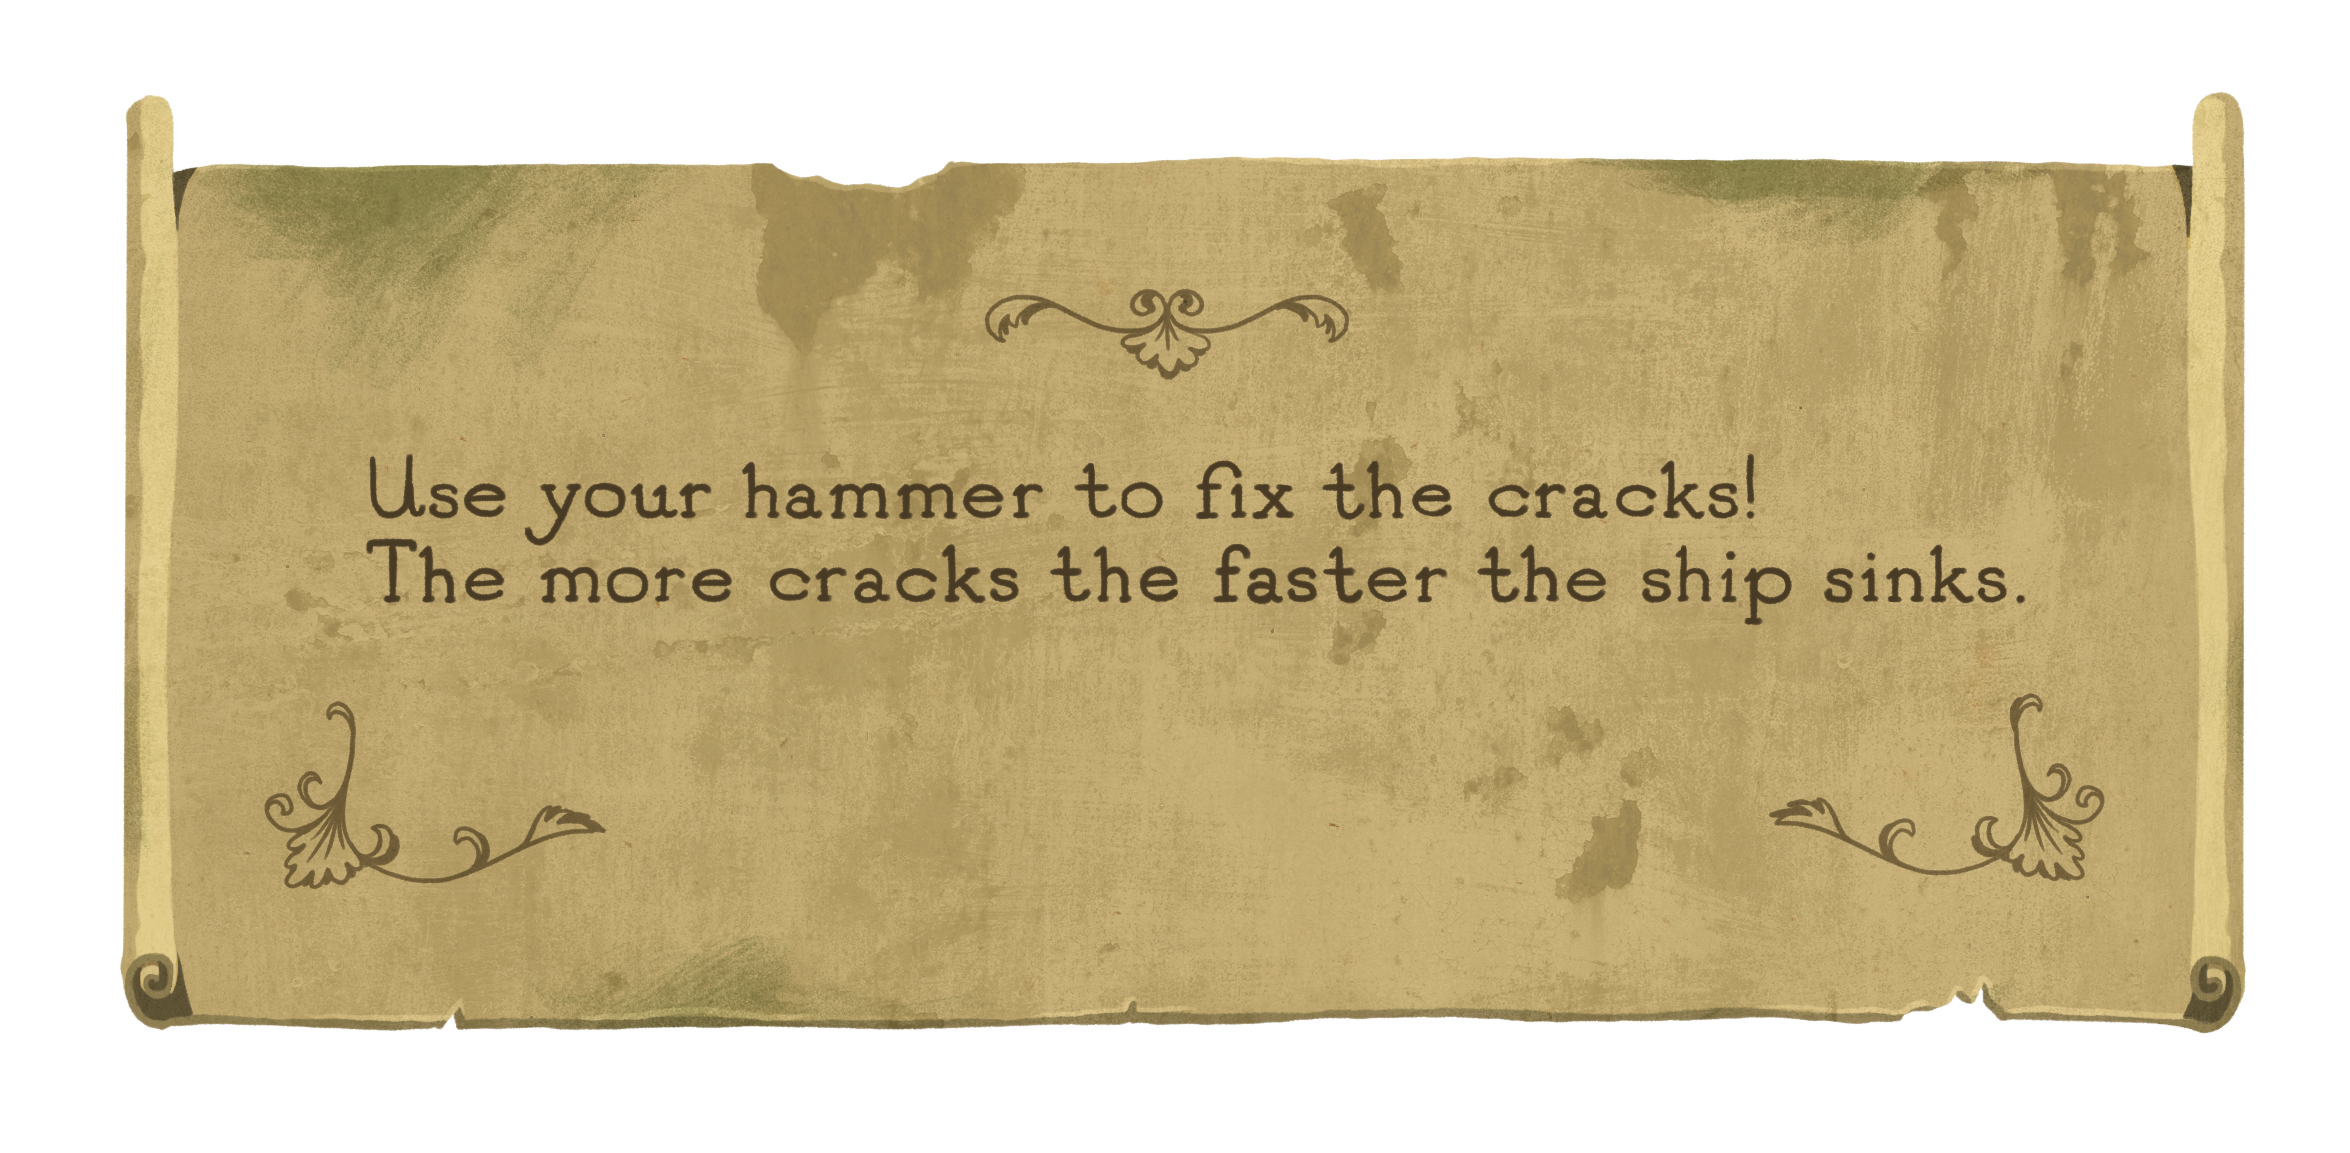 Use your hammer to fix the cracks!
The more cracks the faster the ship sinks.